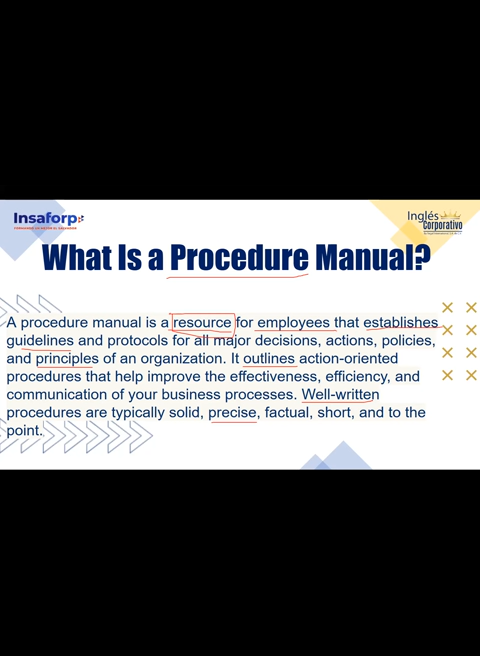 Insaforp
Inglés
Corporativo
What Is a Procedure Manual?
A procedure manual is a resource for employees that establishes
guidelines and protocols for all major decisions, actions, policies,
and principles of an organization. It outlines action-oriented
procedures that help improve the effectiveness, efficiency, and
communication of your business processes. Well-written
procedures are typically solid, precise, factual, short, and to the
point.